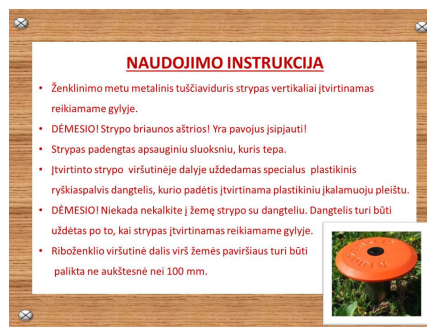 NAUDOJIMO INSTRUKCIJA
• Ženklinimo metu metalinis tuščiaviduris strypas vertikaliai įtvirtinamas
reikiamame gylyje.
• DĖMESIO! Strypo briaunos aštrios! Yra pavojus įsipjauti!
• Strypas padengtas apsauginiu sluoksniu, kuris tepa.
• Įtvirtinto strypo viršutinėje dalyje uždedamas specialus plastikinis
ryškiaspalvis dangtelis, kurio padėtis įtvirtinama plastikiniu įkalamuoju pleištu.
• DĖMESIO! Niekada nekalkite į žemę strypo su dangteliu. Dangtelis turi būti
uždėtas po to, kai strypas įtvirtinamas reikiamame gylyje.
• Riboženklio viršutinė dalis virš žemės paviršiaus turi būti
palikta ne aukštesnė nei 100 mm.